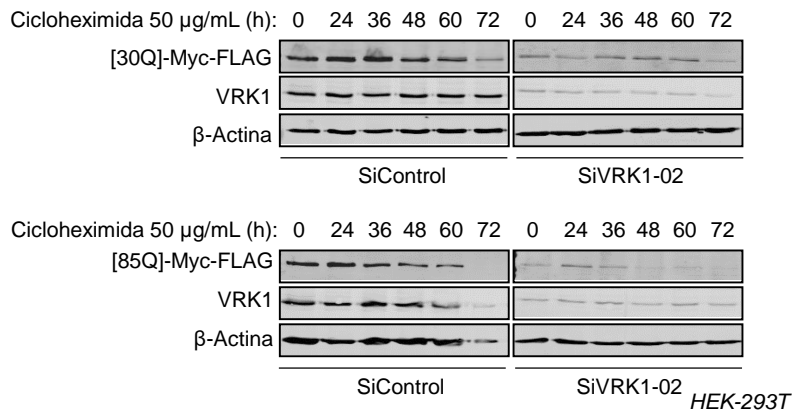 Cicloheximida 50 µg/mL (h): 0 24 36 48 60 72 0 24 36 48 60 72
[30Q]-Myc-FLAG
VRK1
β-Actina
SiControl SiVRK1-02
Cicloheximida 50 µg/mL (h): 0 24 36 48 60 72 0 24 36 48 60 72
[85Q]-Myc-FLAG
VRK1
β-Actina
SiControl SiVRK1-02
HEK-293T